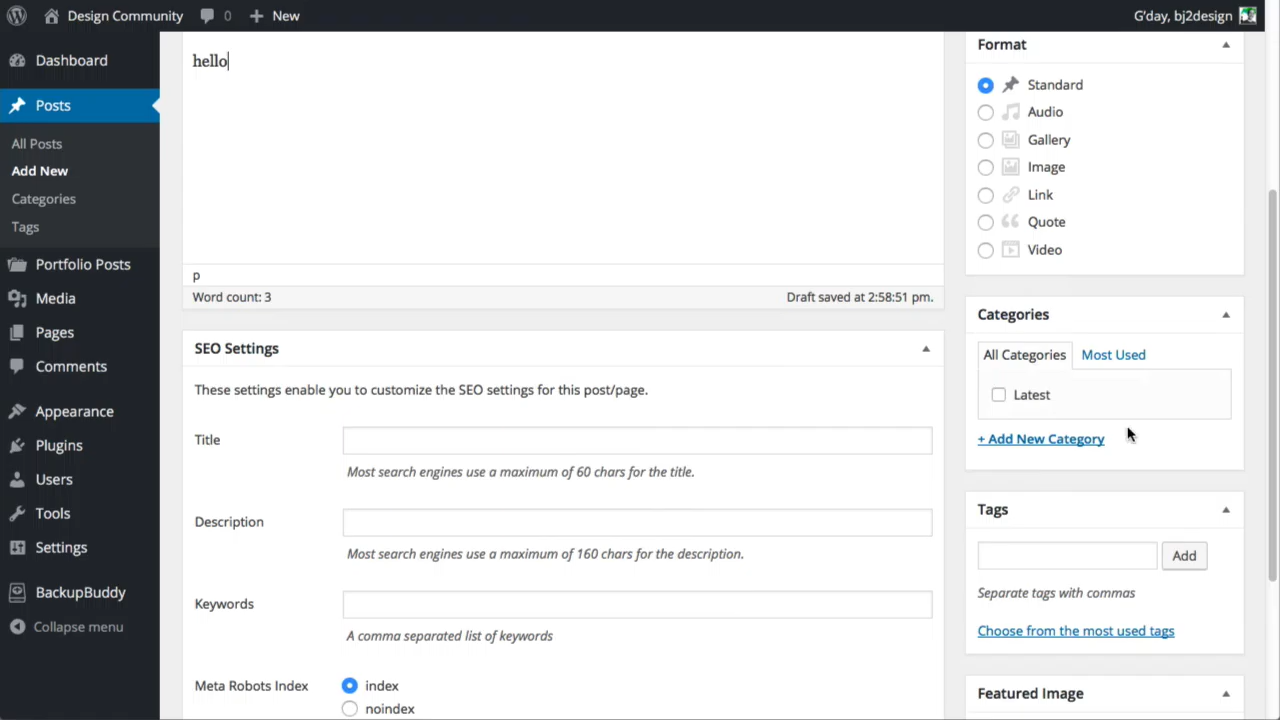 Design Community 0 New G'day, bj2design
Dashboard
Posts
All Posts
Add New
Categories
Tags
Portfolio Posts
Media
Pages
Comments
Appearance
Plugins
Users
Tools
Settings
BackupBuddy
Collapse menu
hello
p
Word count: 3 Draft saved at 2:58:51 pm.
SEO Settings
These settings enable you to customize the SEO settings for this post/page.
Title
Most search engines use a maximum of 60 chars for the title.
Description
Most search engines use a maximum of 160 chars for the description.
Keywords
A comma separated list of keywords
Meta Robots Index index
noindex
Format
Standard
Audio
Gallery
Image
Link
Quote
Video
Categories
All Categories Most Used
Latest
+ Add New Category
Tags
Add
Separate tags with commas
Choose from the most used tags
Featured Image